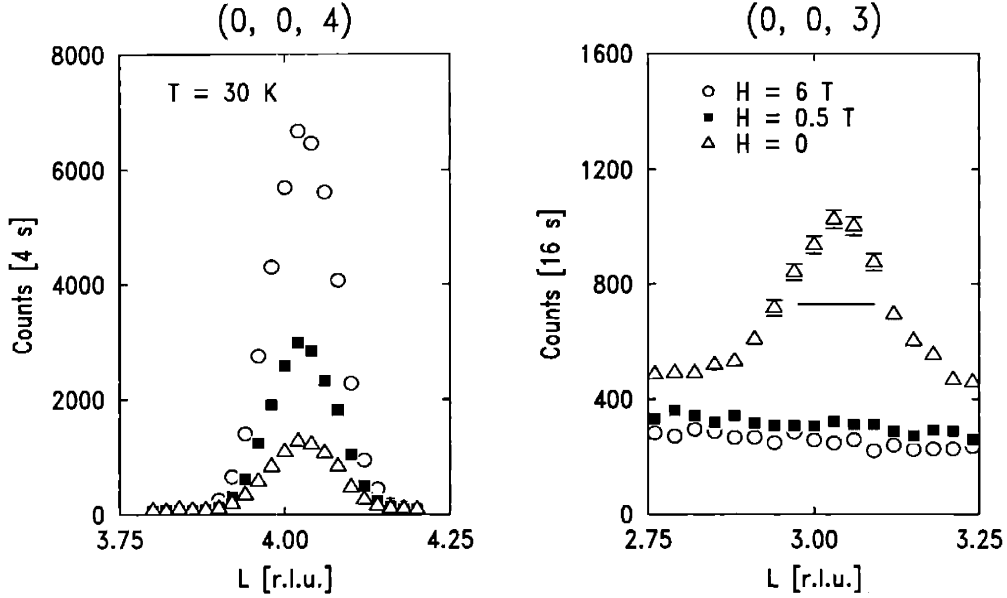 (0, 0, 4)
8000
6000
4000
2000
0
Counts [4 s]
T = 30 K
3.75
4.00
4.25
L [r.l.u.]
(0, 0, 3)
1600
1200
800
400
0
Counts [16 s]
H = 6 T
H = 0.5 T
H = 0
2.75
3.00
3.25
L [r.l.u.]